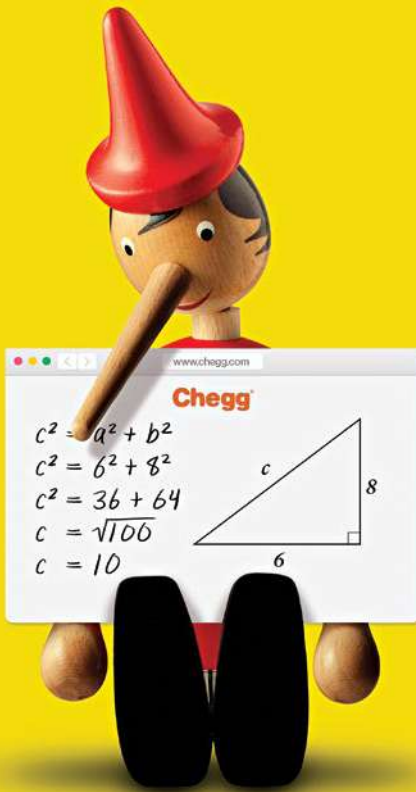 www.chegg.com
Chegg
c² = a² + b²
c² = 6² + 8²
c² = 36 + 64
c = √100
c = 10
c
8
6